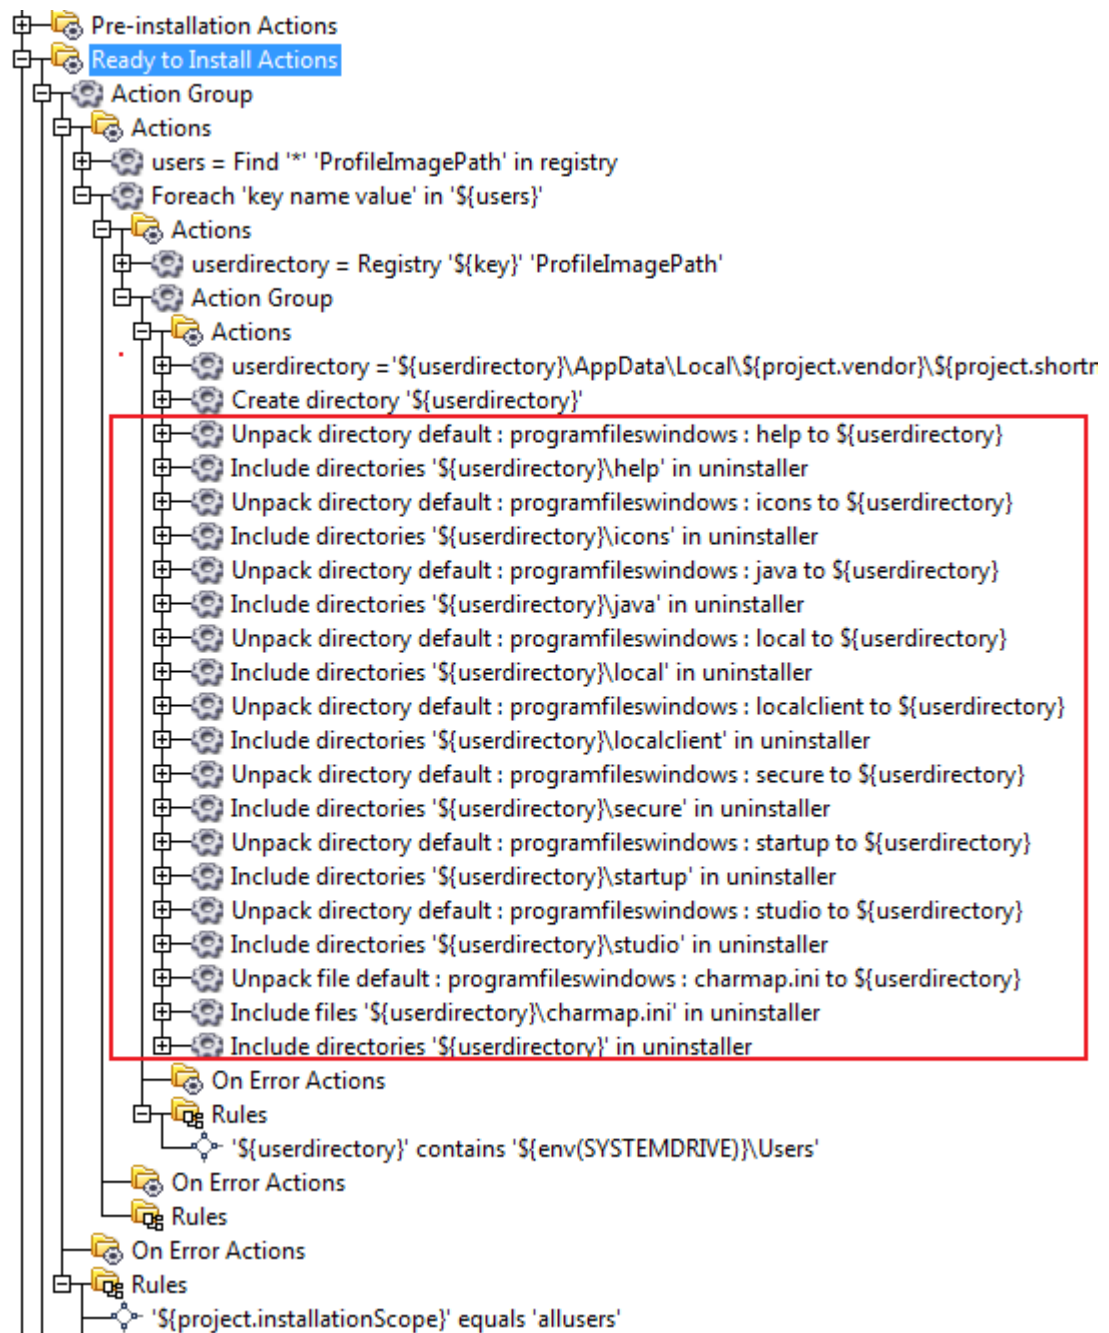 Pre-installation Actions
Ready to Install Actions
Action Group
Actions
users = Find '*' 'ProfileImagePath' in registry
Foreach 'key name value' in '${users}'
Actions
userdirectory = Registry '${key}' 'ProfileImagePath'
Action Group
Actions
userdirectory ='${userdirectory}\AppData\Local\${project.vendor}\${project.shortn
Create directory '${userdirectory}'
Unpack directory default : programfileswindows : help to ${userdirectory}
Include directories '${userdirectory}\help' in uninstaller
Unpack directory default : programfileswindows : icons to ${userdirectory}
Include directories '${userdirectory}\icons' in uninstaller
Unpack directory default : programfileswindows : java to ${userdirectory}
Include directories '${userdirectory}\java' in uninstaller
Unpack directory default : programfileswindows : local to ${userdirectory}
Include directories '${userdirectory}\local' in uninstaller
Unpack directory default : programfileswindows : localclient to ${userdirectory}
Include directories '${userdirectory}\localclient' in uninstaller
Unpack directory default : programfileswindows : secure to ${userdirectory}
Include directories '${userdirectory}\secure' in uninstaller
Unpack directory default : programfileswindows : startup to ${userdirectory}
Include directories '${userdirectory}\startup' in uninstaller
Unpack directory default : programfileswindows : studio to ${userdirectory}
Include directories '${userdirectory}\studio' in uninstaller
Unpack file default : programfileswindows : charmap.ini to ${userdirectory}
Include files '${userdirectory}\charmap.ini' in uninstaller
Include directories '${userdirectory}' in uninstaller
On Error Actions
Rules
'${userdirectory}' contains '${env(SYSTEMDRIVE)}\Users'
On Error Actions
Rules
On Error Actions
Rules
'${project.installationScope}' equals 'allusers'